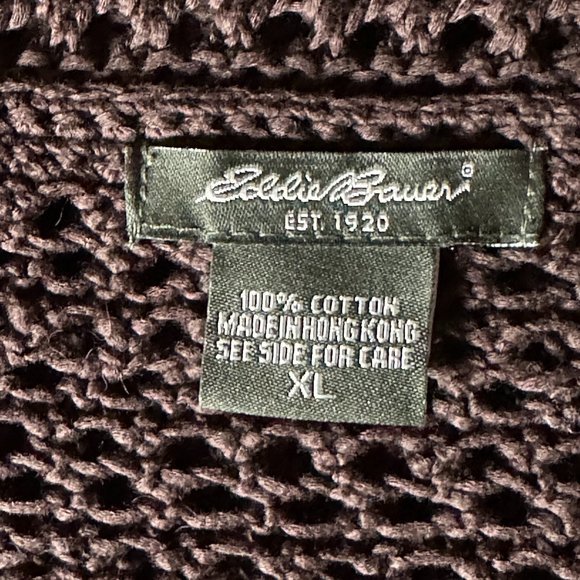 Eddie Bauer®
EST. 1920
100% COTTON
MADE IN HONG KONG
SEE SIDE FOR CARE
XL